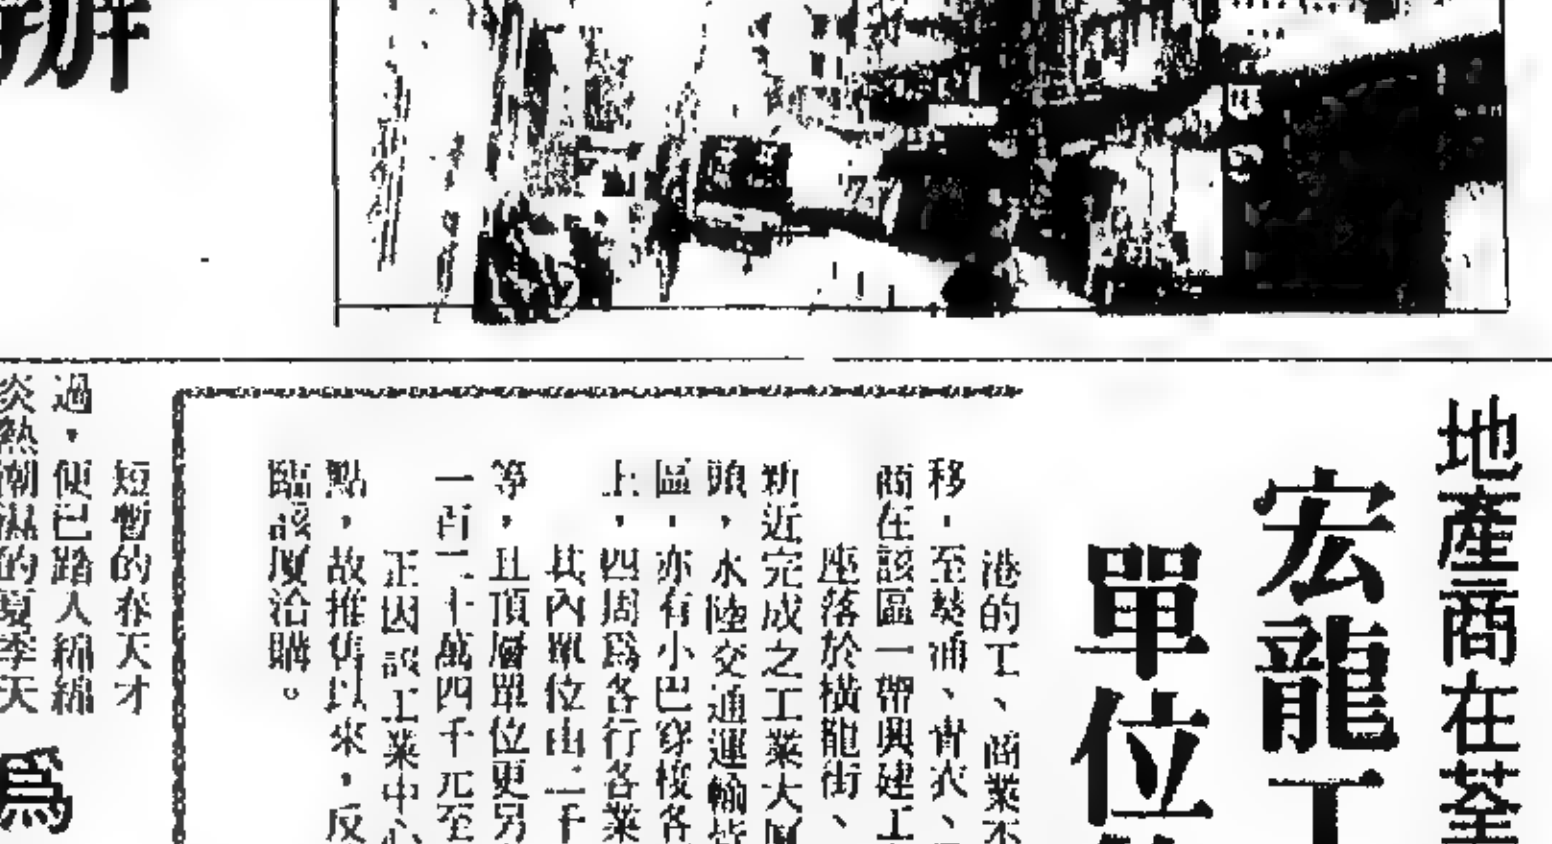 辦
地產商在荃
宏龍工
單位
港的工、商業
移，至葵涌、青衣、
商在該區一帶興建工
座落於橫龍街、
新近完成之工業大廈
頭，水陸交通運輸皆
區，亦有小巴穿梭各
上，四周爲各行各業
其內單位由二千
等，且頂層單位更另
一百二十萬四千元至
正因該工業中心
點，故推售以來，反
臨該廈洽購。
短暫的春天才
過，便已踏入綿綿
炎熱潮濕的夏季天
爲